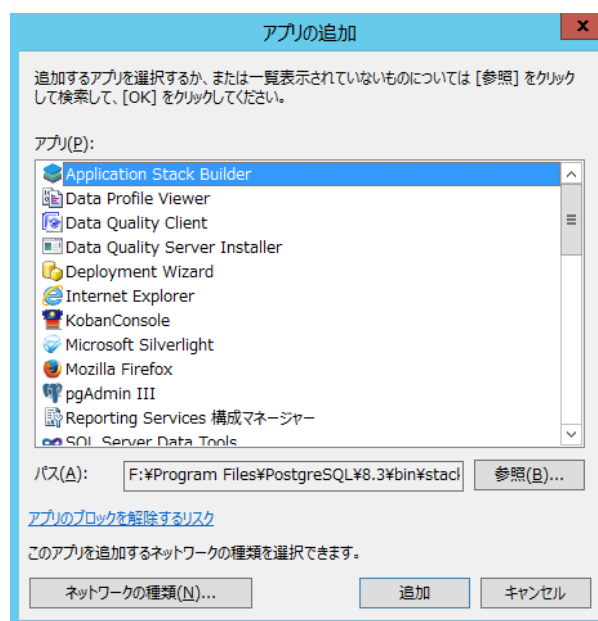 アプリの追加
x
追加するアプリを選択するか、または一覧表示されていないものについては [参照] をクリック
して検索して、[OK] をクリックしてください。
アプリ(P):
Application Stack Builder
Data Profile Viewer
Data Quality Client
Data Quality Server Installer
Deployment Wizard
Internet Explorer
KobanConsole
Microsoft Silverlight
Mozilla Firefox
pgAdmin III
Reporting Services 構成マネージャー
SQL Server Data Tools
パス(A):
F:¥Program Files¥PostgreSQL¥8.3¥bin¥stack
参照(B)...
アプリのブロックを解除するリスク
このアプリを追加するネットワークの種類を選択できます。
ネットワークの種類(N)...
追加
キャンセル